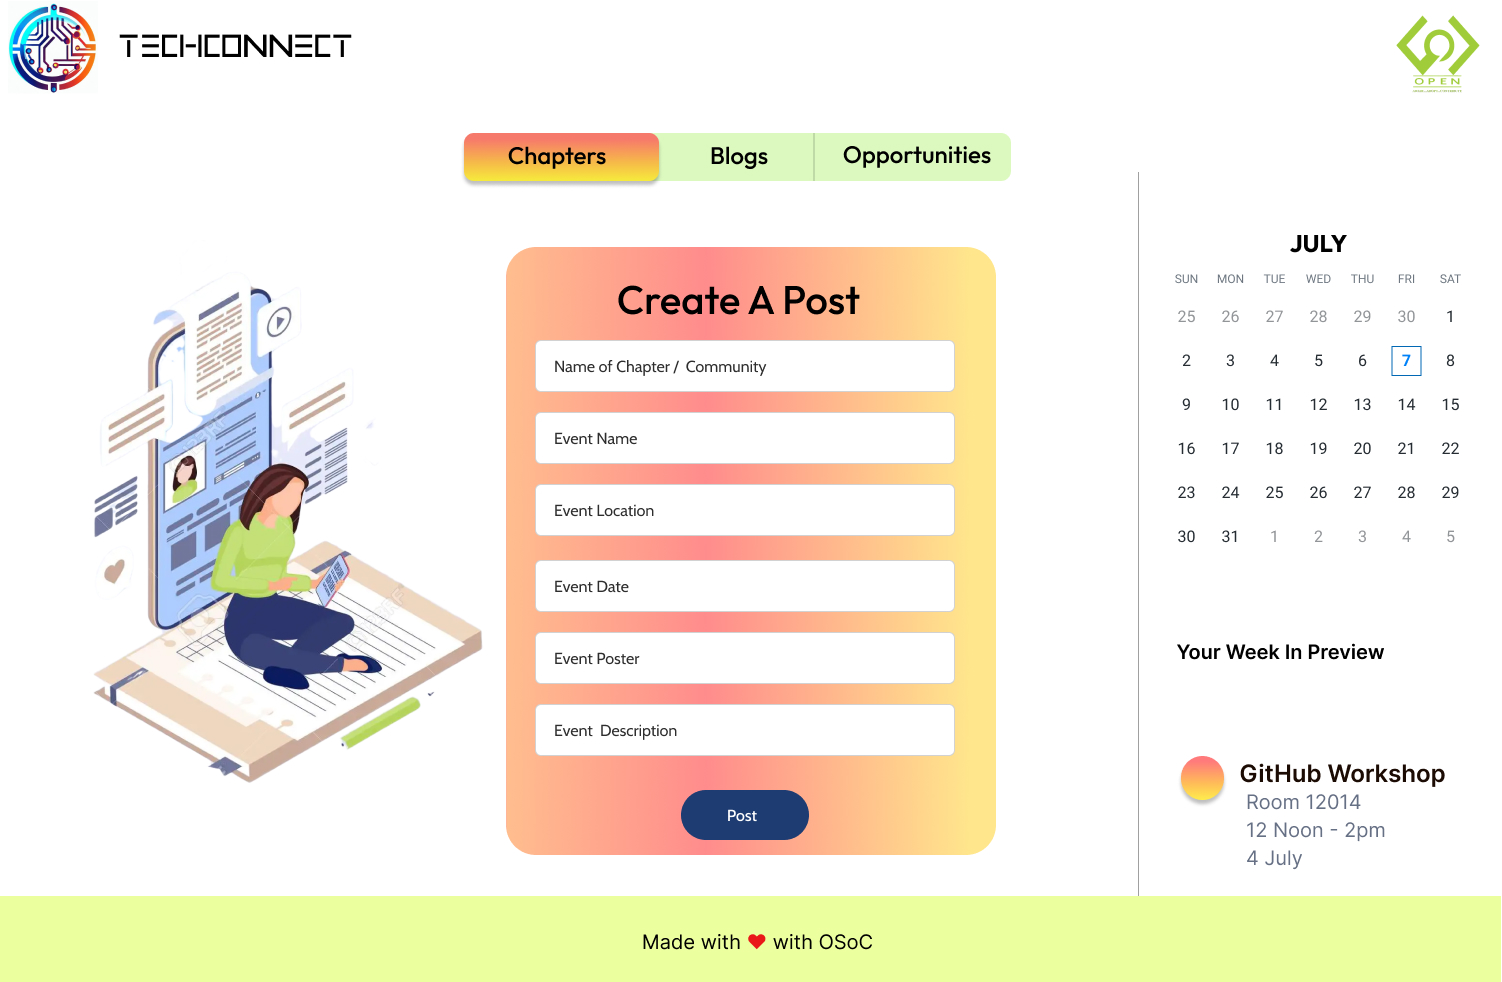 TECH-ICONNECT
OPEN
Chapters Blogs Opportunities
Create A Post
Name of Chapter / Community
Event Name
Event Location
Event Date
Event Poster
Event Description
Post
JULY
SUN MON TUE WED THU FRI SAT
25 26 27 28 29 30 1
2 3 4 5 6 7 8
9 10 11 12 13 14 15
16 17 18 19 20 21 22
23 24 25 26 27 28 29
30 31 1 2 3 4 5
Your Week In Preview
GitHub Workshop
Room 12014
12 Noon - 2pm
4 July
Made with ❤ with OSoC